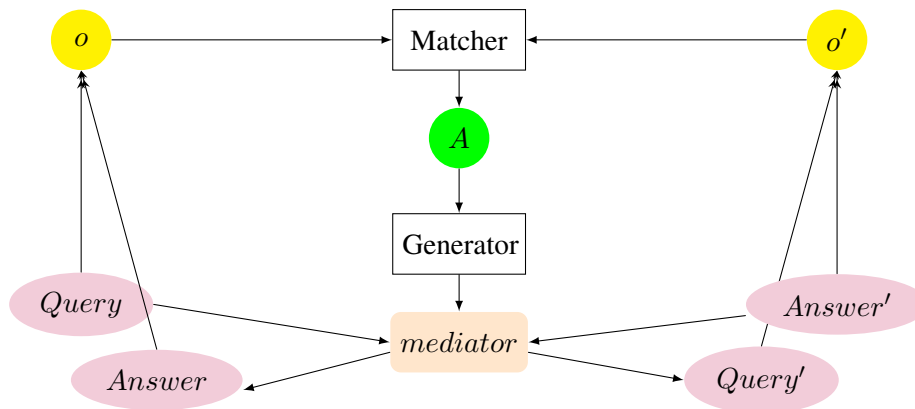 o
Matcher
o′
A
Generator
Query
Answer′
mediator
Answer
Query′